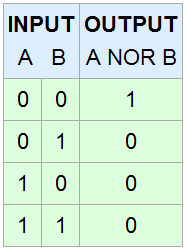 INPUT OUTPUT
A B A NOR B
0 0 1
0 1 0
1 0 0
1 1 0